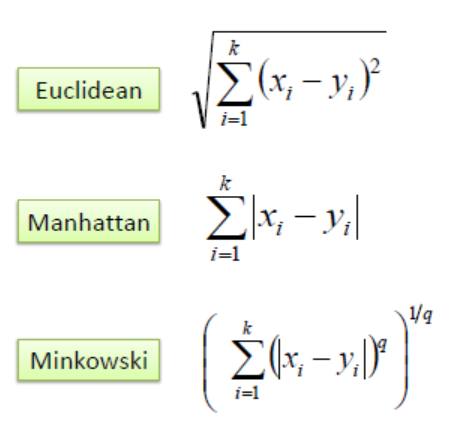 Euclidean √(∑_{i=1}^{k} (x_i − y_i)²)
Manhattan ∑_{i=1}^{k} |x_i − y_i|
Minkowski (∑_{i=1}^{k} (|x_i − y_i|)^q)^{1/q}